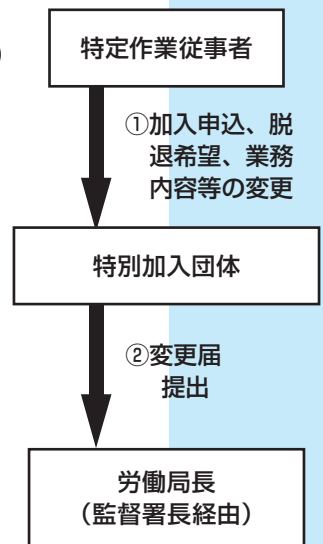 特定作業従事者
①加入申込、脱
退希望、業務
内容等の変更
特別加入団体
②変更届
提出
労働局長
（監督署長経由）